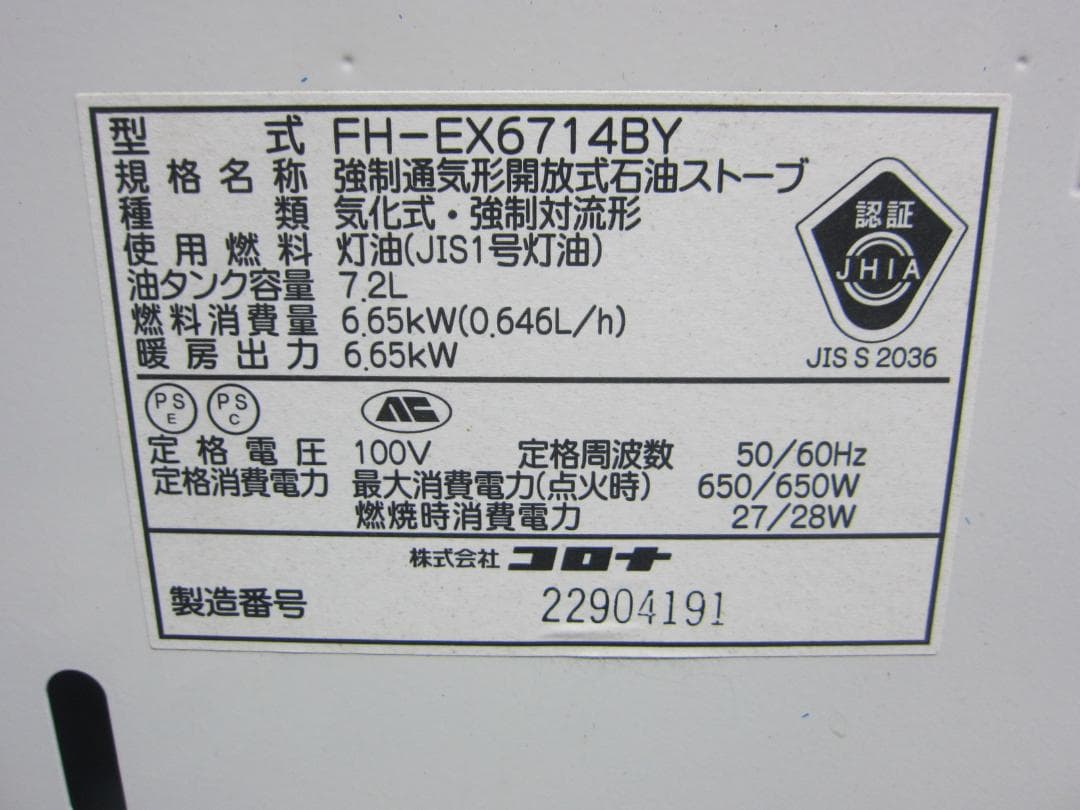 型式 FH-EX6714BY
規格名称 強制通気形開放式石油ストーブ
種類 気化式・強制対流形
使用燃料 灯油(JIS1号灯油)
油タンク容量 7.2L
燃料消費量 6.65kW(0.646L/h)
暖房出力 6.65kW
認証
JHIA
JIS S 2036
PS E PS C
定格電圧 100V 定格周波数 50/60Hz
定格消費電力 最大消費電力(点火時) 650/650W
燃焼時消費電力 27/28W
株式会社 コロナ
製造番号 22904191